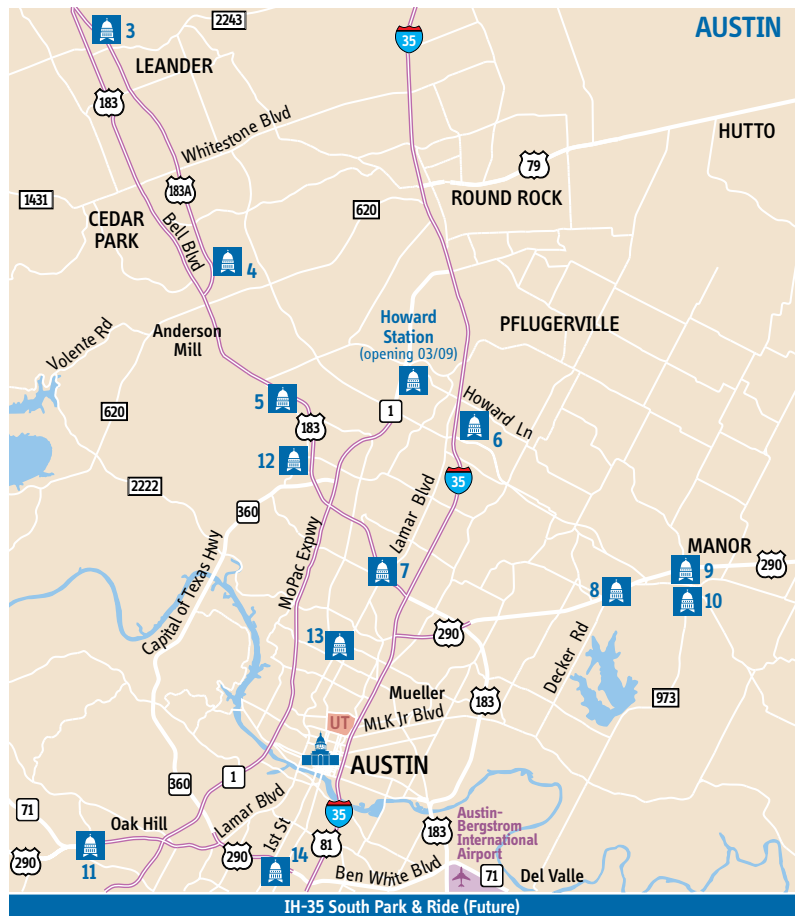 AUSTIN
3
2243
35
LEANDER
183
Whitestone Blvd
HUTTO
79
183A
1431
ROUND ROCK
620
CEDAR
PARK
Bell Blvd
4
Howard
Station
(opening 03/09)
PFLUGERVILLE
Anderson
Mill
Volente Rd
5
1
Howard Ln
620
183
6
12
35
2222
Lamar Blvd
360
MoPac Expwy
Capital of Texas Hwy
MANOR
7
9
290
8
10
13
290
Decker Rd
Mueller
183
973
UT
MLK Jr Blvd
AUSTIN
1
360
71
Lamar Blvd
35
Austin-
Bergstrom
International
Airport
Oak Hill
1st St
183
81
290
11
290
14
Ben White Blvd
71
Del Valle
IH-35 South Park & Ride (Future)